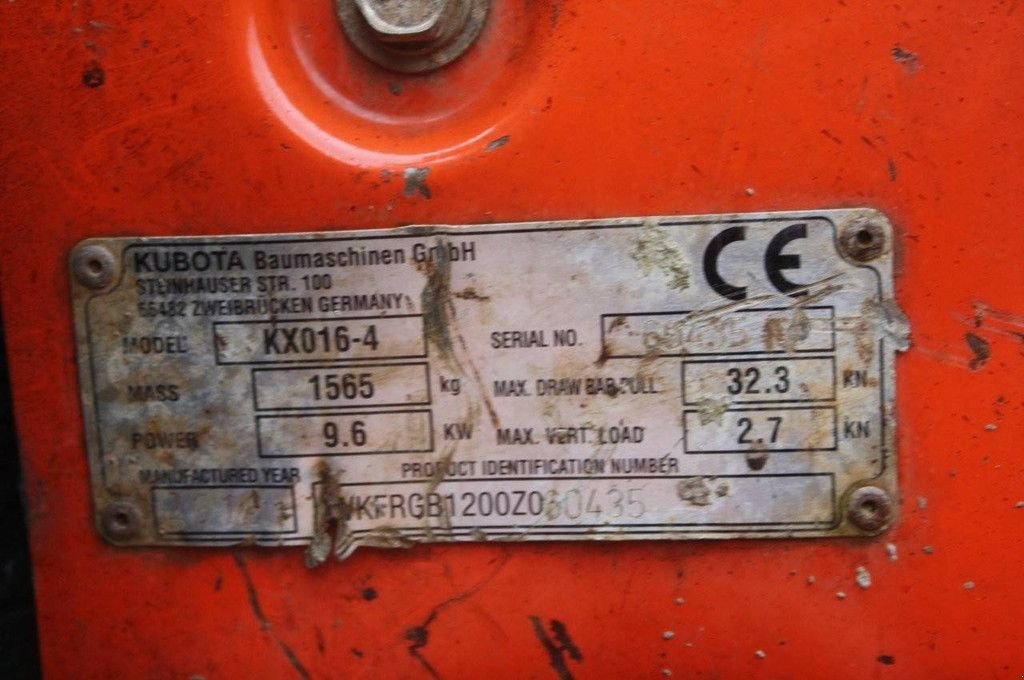 KUBOTA Baumaschinen GmbH CE
STEINHAUSER STR. 100
66482 ZWEIBRÜCKEN GERMANY
MODEL KX016-4 SERIAL NO. 60435
MASS 1565 kg MAX. DRAW BAR PULL 32.3 KN
POWER 9.6 KW MAX. VERT. LOAD 2.7 KN
MANUFACTURED YEAR PRODUCT IDENTIFICATION NUMBER
WKFRGB1200Z060435